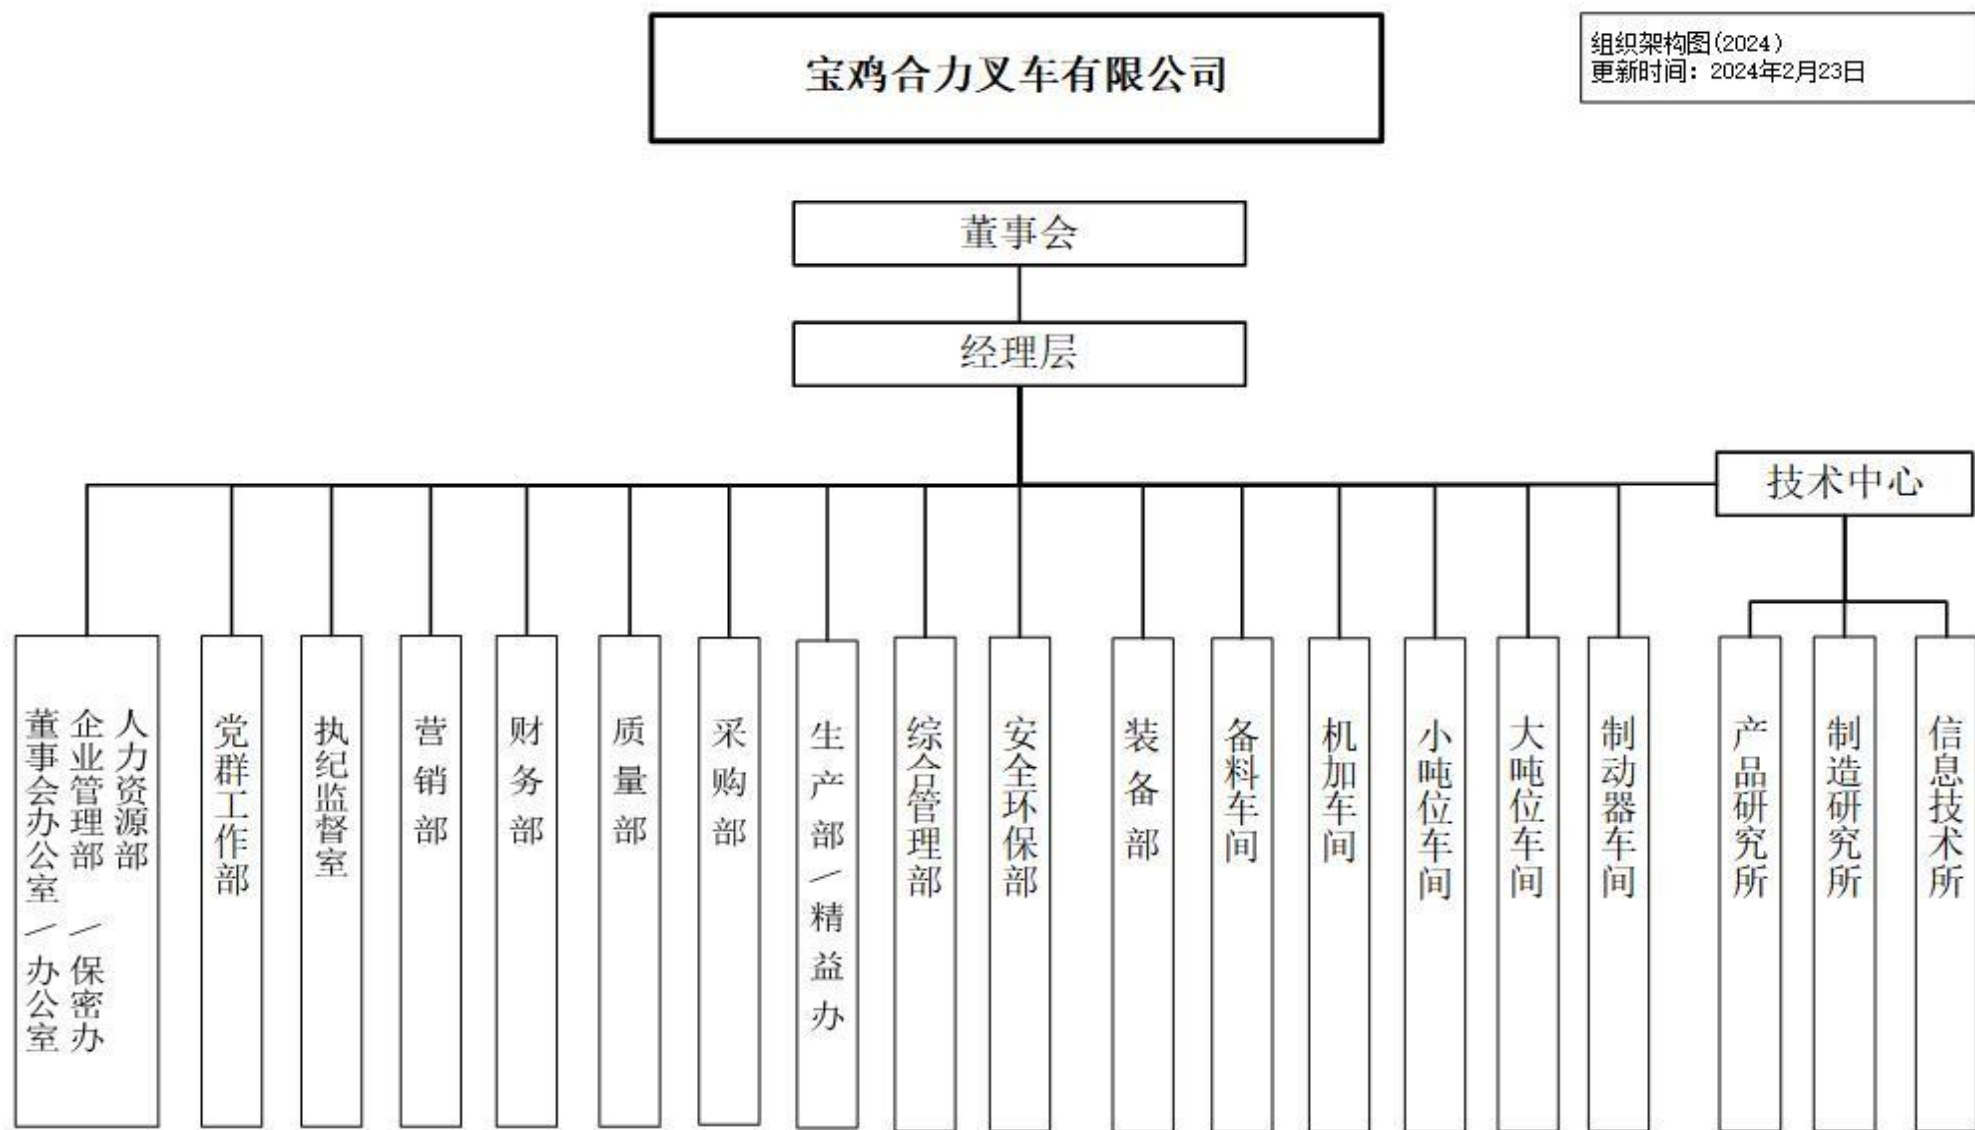 宝鸡合力叉车有限公司
组织架构图(2024)
更新时间：2024年2月23日
董事会
经理层
技术中心
董事会办公室/办公室
企业管理部/保密办
人力资源部
党群工作部
执纪监督室
营销部
财务部
质量部
采购部
生产部/精益办
综合管理部
安全环保部
装备部
备料车间
机加车间
小吨位车间
大吨位车间
制动器车间
产品研究所
制造研究所
信息技术所